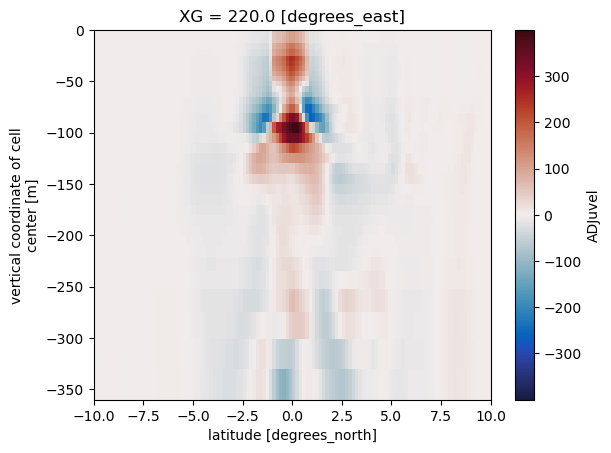 XG = 220.0 [degrees_east]
0
−50
−100
−150
−200
−250
−300
−350
vertical coordinate of cell
center [m]
−10.0 −7.5 −5.0 −2.5 0.0 2.5 5.0 7.5 10.0
latitude [degrees_north]
300
200
100
0
−100
−200
−300
ADJuvel